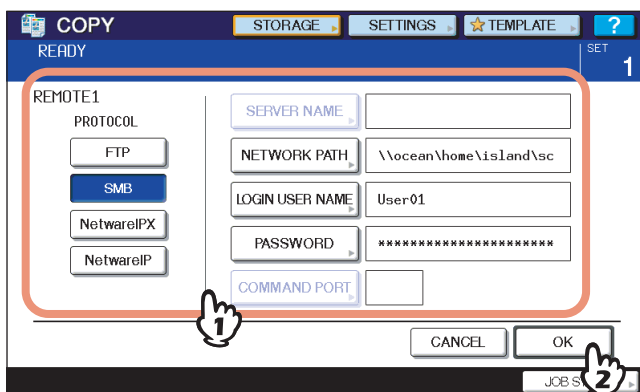 COPY STORAGE SETTINGS TEMPLATE ?
READY SET
1
REMOTE1
PROTOCOL
FTP
SMB
NetwareIPX
NetwareIP
SERVER NAME
NETWORK PATH \\ocean\home\island\sc
LOGIN USER NAME User01
PASSWORD ***********************
COMMAND PORT
1
CANCEL OK
JOB S
2